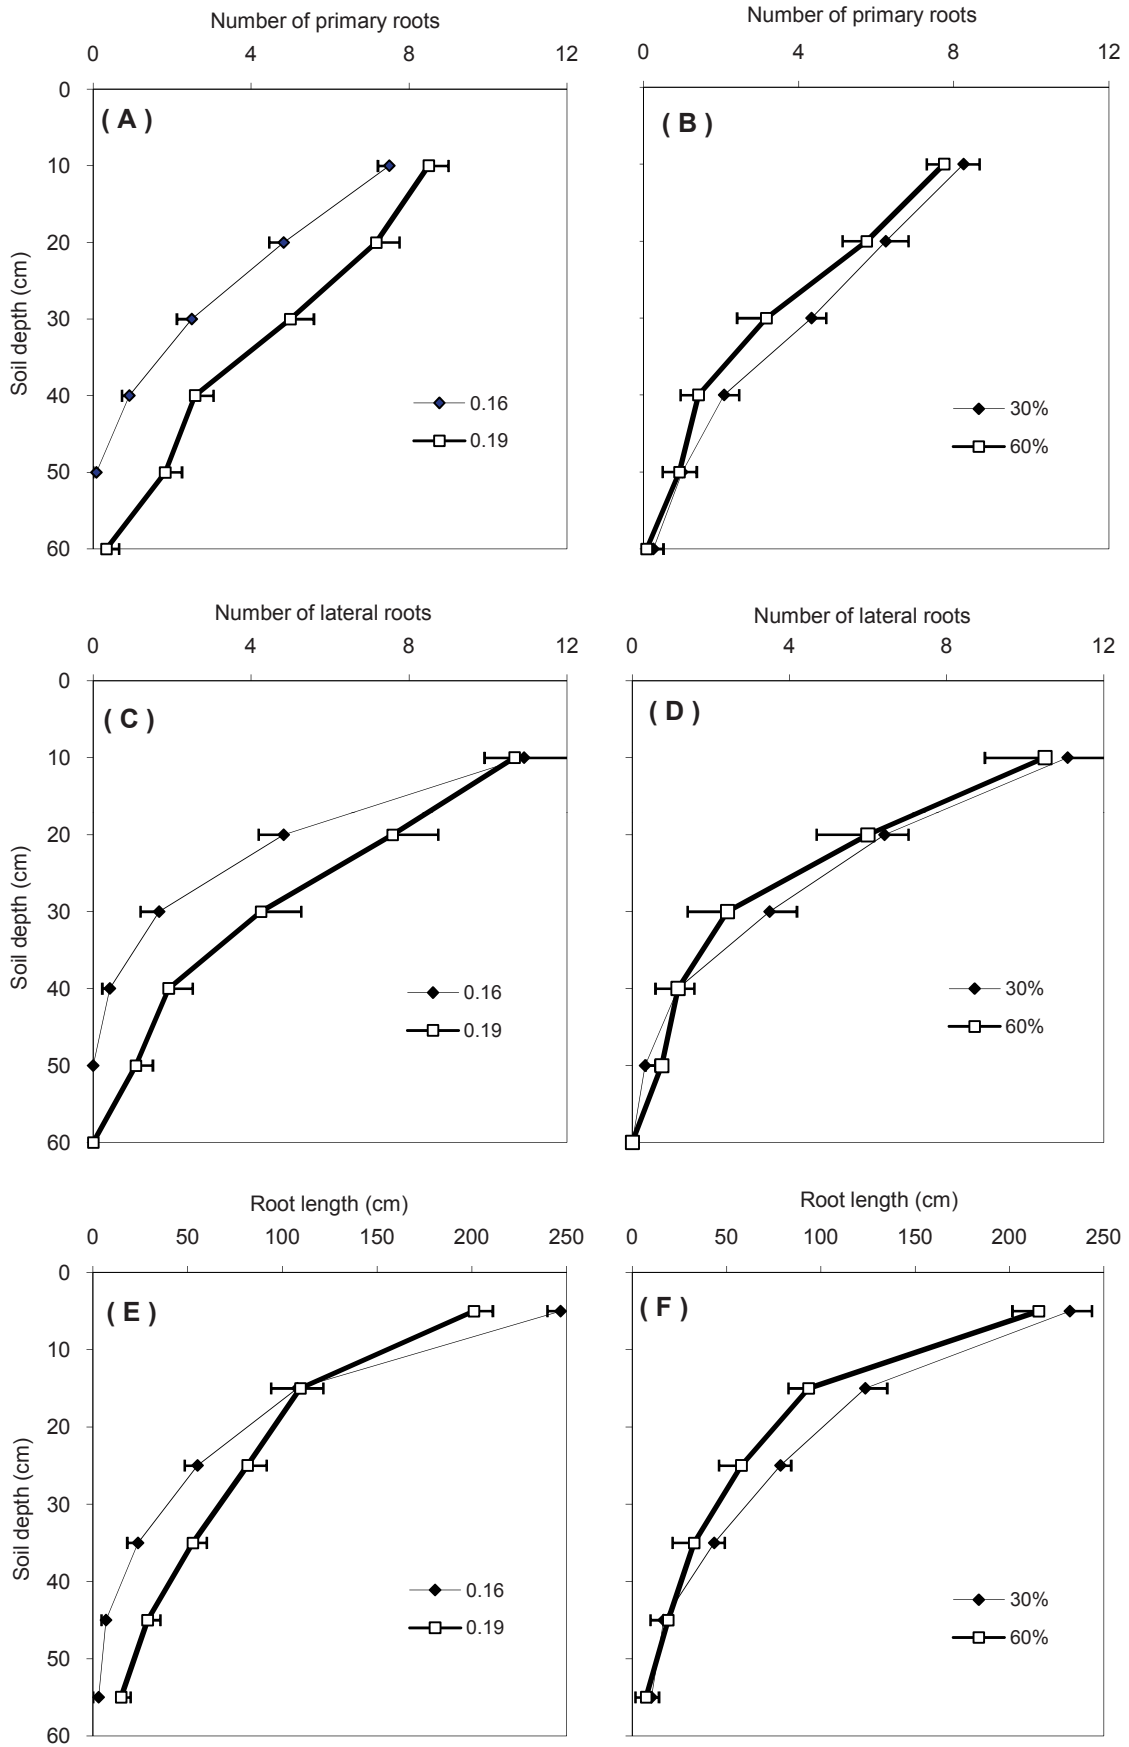 Number of primary roots
0 4 8 12
0
10
20
30
40
50
60
Soil depth (cm)
( A )
0.16
0.19
Number of primary roots
0 4 8 12
( B )
30%
60%
Number of lateral roots
0 4 8 12
0
10
20
30
40
50
60
Soil depth (cm)
( C )
0.16
0.19
Number of lateral roots
0 4 8 12
( D )
30%
60%
Root length (cm)
0 50 100 150 200 250
0
10
20
30
40
50
60
Soil depth (cm)
( E )
0.16
0.19
Root length (cm)
0 50 100 150 200 250
( F )
30%
60%